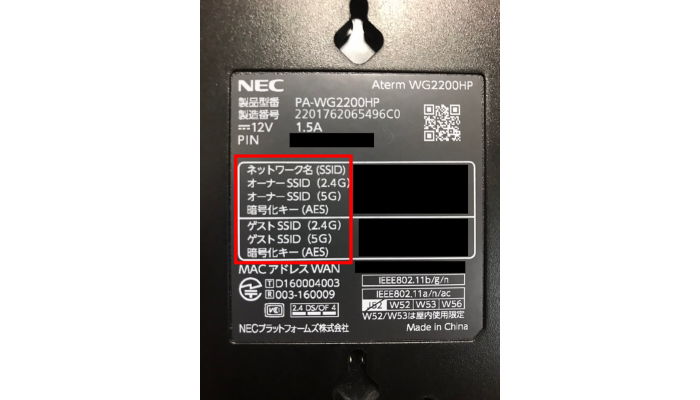 NEC Aterm WG2200HP
製品型番 PA-WG2200HP
製造番号 2201762065496C0
⎓12V 1.5A
PIN
ネットワーク名(SSID)
オーナーSSID (2.4G)
オーナーSSID (5G)
暗号化キー(AES)
ゲストSSID (2.4G)
ゲストSSID (5G)
暗号化キー(AES)
MACアドレスWAN
T D160004003
R 003-160009
2.4 DS/OF 4
IEEE802.11b/g/n
IEEE802.11a/n/ac
J52 W52 W53 W56
W52/W53は屋内使用限定
NECプラットフォームズ株式会社
Made in China